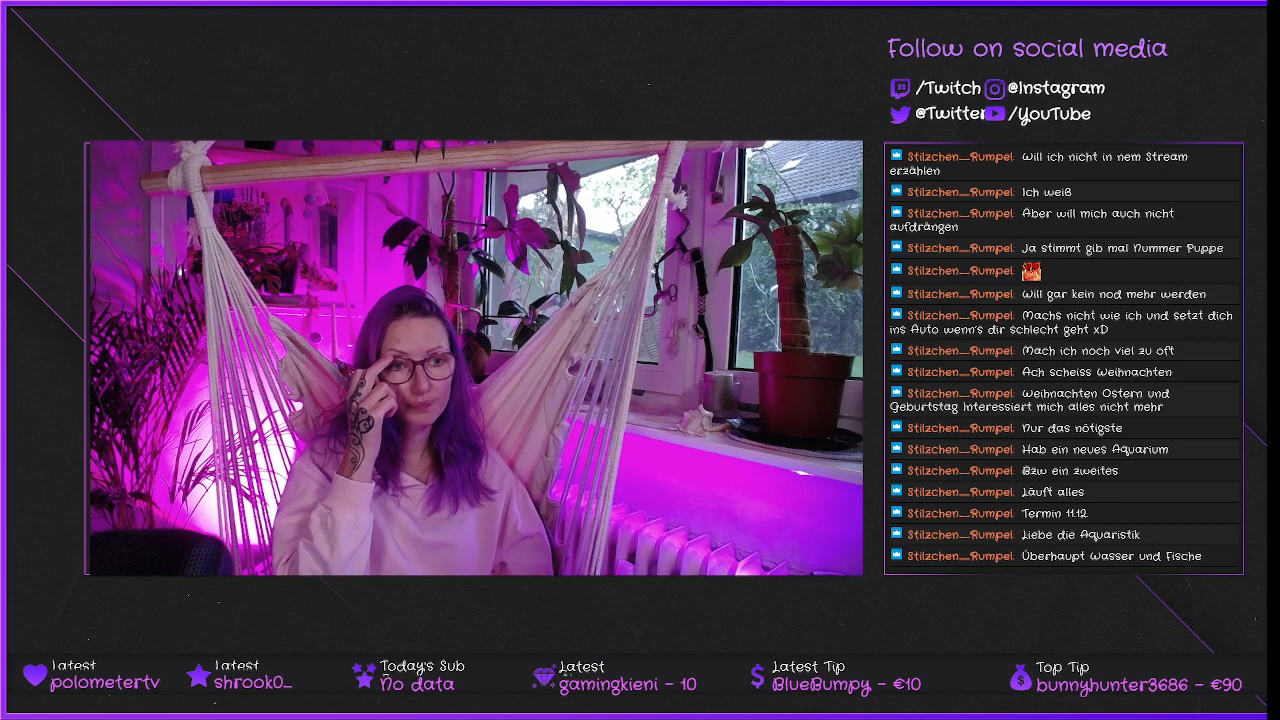 Follow on social media
/Twitch @Instagram
@Twitter /YouTube
Stilzchen__Rumpel: Will ich nicht in nem Stream
erzählen
Stilzchen__Rumpel: Ich weiß
Stilzchen__Rumpel: Aber will mich auch nicht
aufdrängen
Stilzchen__Rumpel: Ja stimmt gib mal Nummer Puppe
Stilzchen__Rumpel:
Stilzchen__Rumpel: Will gar kein nod mehr werden
Stilzchen__Rumpel: Machs nicht wie ich und setzt dich
ins Auto wenn's dir schlecht geht xD
Stilzchen__Rumpel: Mach ich noch viel zu oft
Stilzchen__Rumpel: Ach scheiss Weihnachten
Stilzchen__Rumpel: Weihnachten Ostern und
Geburtstag Interessiert mich alles nicht mehr
Stilzchen__Rumpel: Nur das nötigste
Stilzchen__Rumpel: Hab ein neues Aquarium
Stilzchen__Rumpel: Bzw ein zweites
Stilzchen__Rumpel: Läuft alles
Stilzchen__Rumpel: Termin 11.12.
Stilzchen__Rumpel: Liebe die Aquaristik
Stilzchen__Rumpel: Überhaupt Wasser und Fische
Latest
polometertv
Latest
shrook0_
Today's Sub
No data
Latest
gamingkieni - 10
Latest Tip
BlueBumpy - €10
Top Tip
bunnyhunter3686 - €90